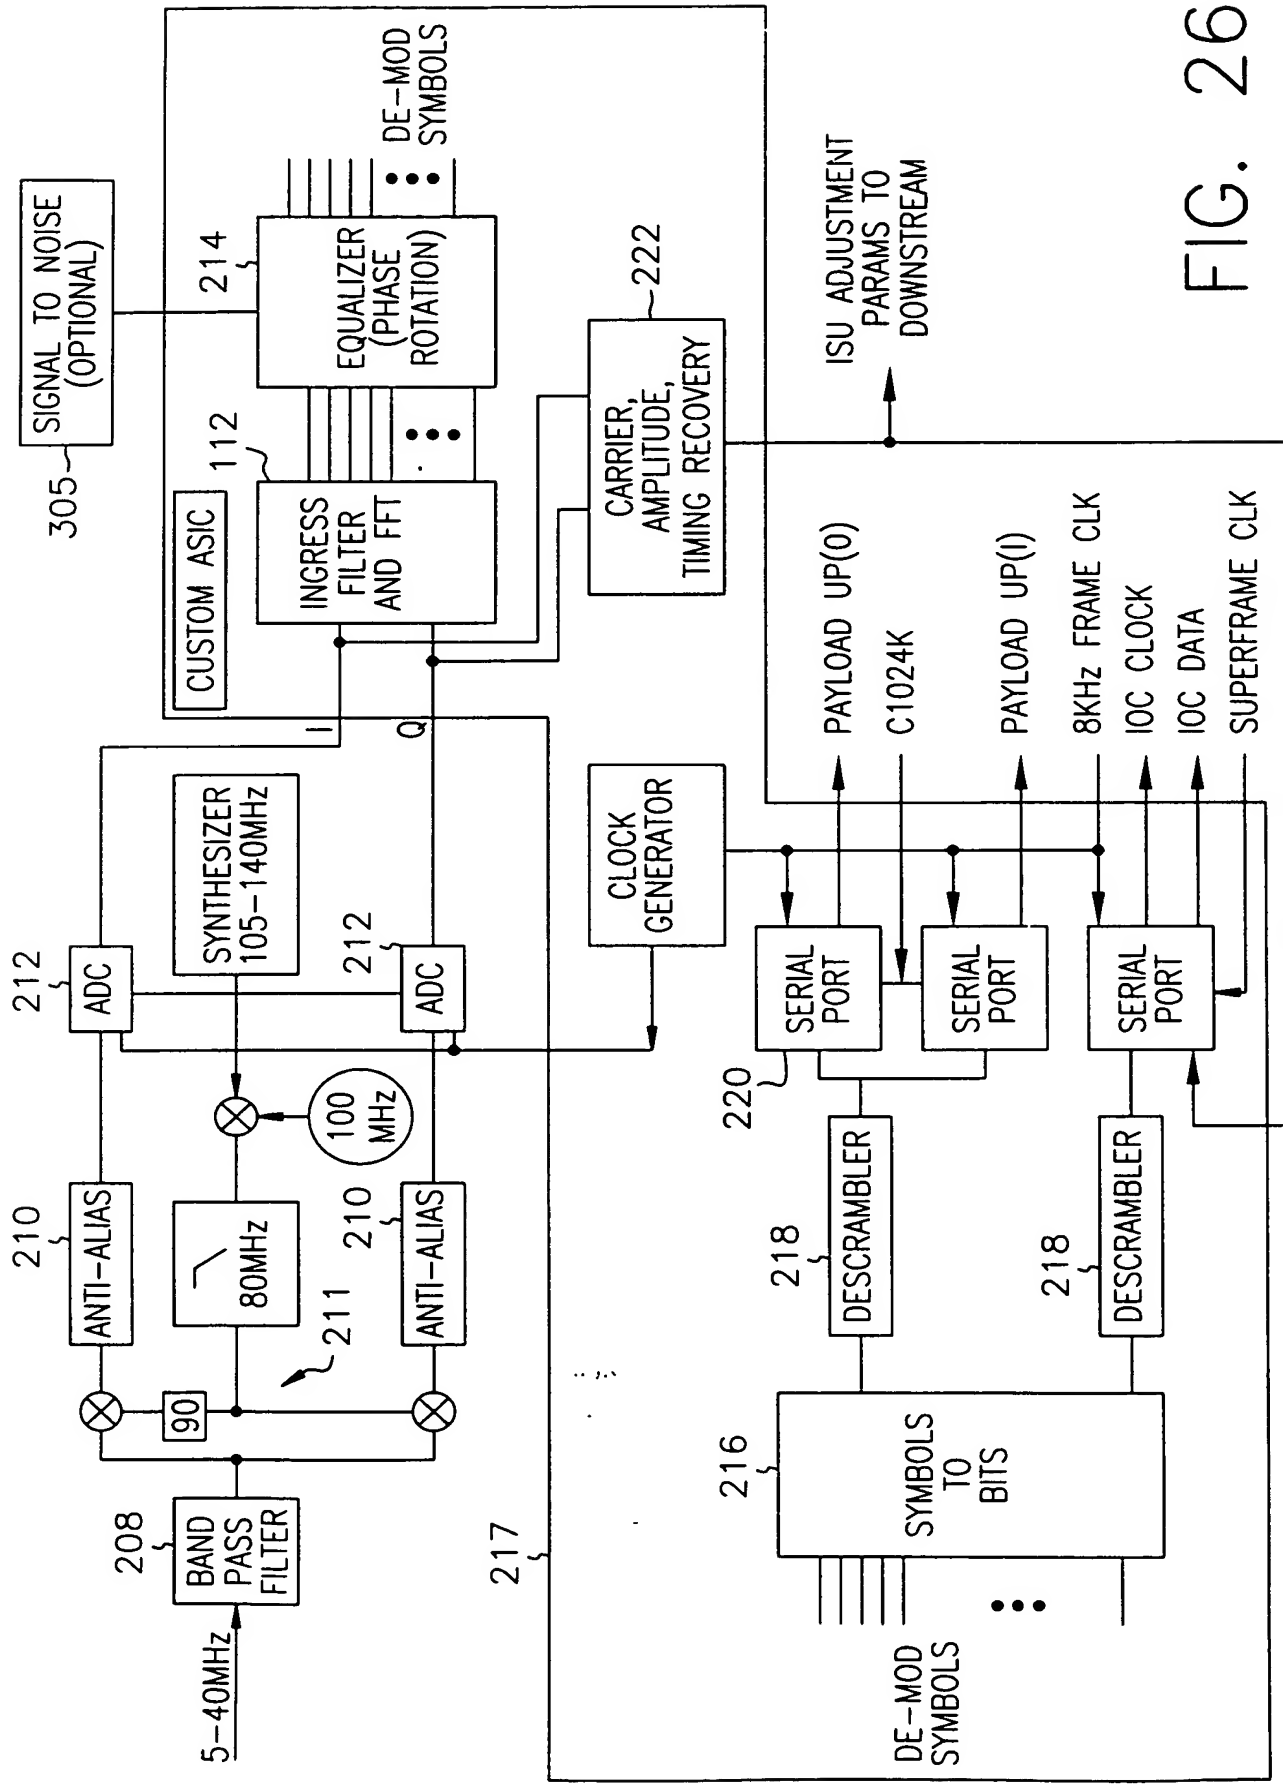 5-40MHz
208
BAND
PASS
FILTER
90
211
210
ANTI-ALIAS
80MHz
210
ANTI-ALIAS
100
MHz
212
ADC
SYNTHESIZER
105-140MHz
212
ADC
I
Q
CUSTOM ASIC
305
SIGNAL TO NOISE
(OPTIONAL)
112
INGRESS
FILTER
AND FFT
214
EQUALIZER
(PHASE
ROTATION)
DE-MOD
SYMBOLS
217
CLOCK
GENERATOR
222
CARRIER,
AMPLITUDE,
TIMING RECOVERY
ISU ADJUSTMENT
PARAMS TO
DOWNSTREAM
DE-MOD
SYMBOLS
216
SYMBOLS
TO
BITS
218
DESCRAMBLER
218
DESCRAMBLER
220
SERIAL
PORT
SERIAL
PORT
SERIAL
PORT
PAYLOAD UP(0)
C1024K
PAYLOAD UP(1)
8KHz FRAME CLK
IOC CLOCK
IOC DATA
SUPERFRAME CLK
FIG. 26